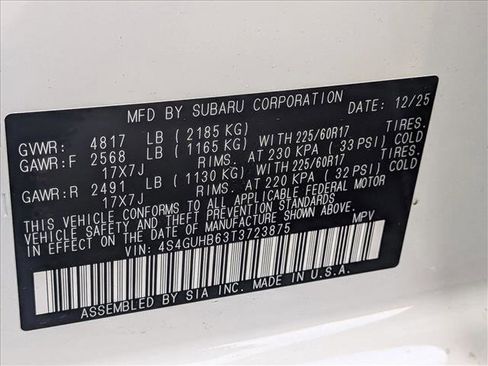 MFD BY SUBARU CORPORATION DATE: 12/25
GVWR: 4817 LB (2185 KG)
GAWR:F 2568 LB (1165 KG) WITH 225/60R17 TIRES.
17X7J RIMS. AT 230 KPA (33 PSI) COLD
GAWR:R 2491 LB (1130 KG) WITH 225/60R17 TIRES.
17X7J RIMS. AT 220 KPA (32 PSI) COLD
THIS VEHICLE CONFORMS TO ALL APPLICABLE FEDERAL MOTOR
VEHICLE SAFETY AND THEFT PREVENTION STANDARDS
IN EFFECT ON THE DATE OF MANUFACTURE SHOWN ABOVE.
VIN: 4S4GUHB63T3723875 MPV
ASSEMBLED BY SIA INC. MADE IN U.S.A.